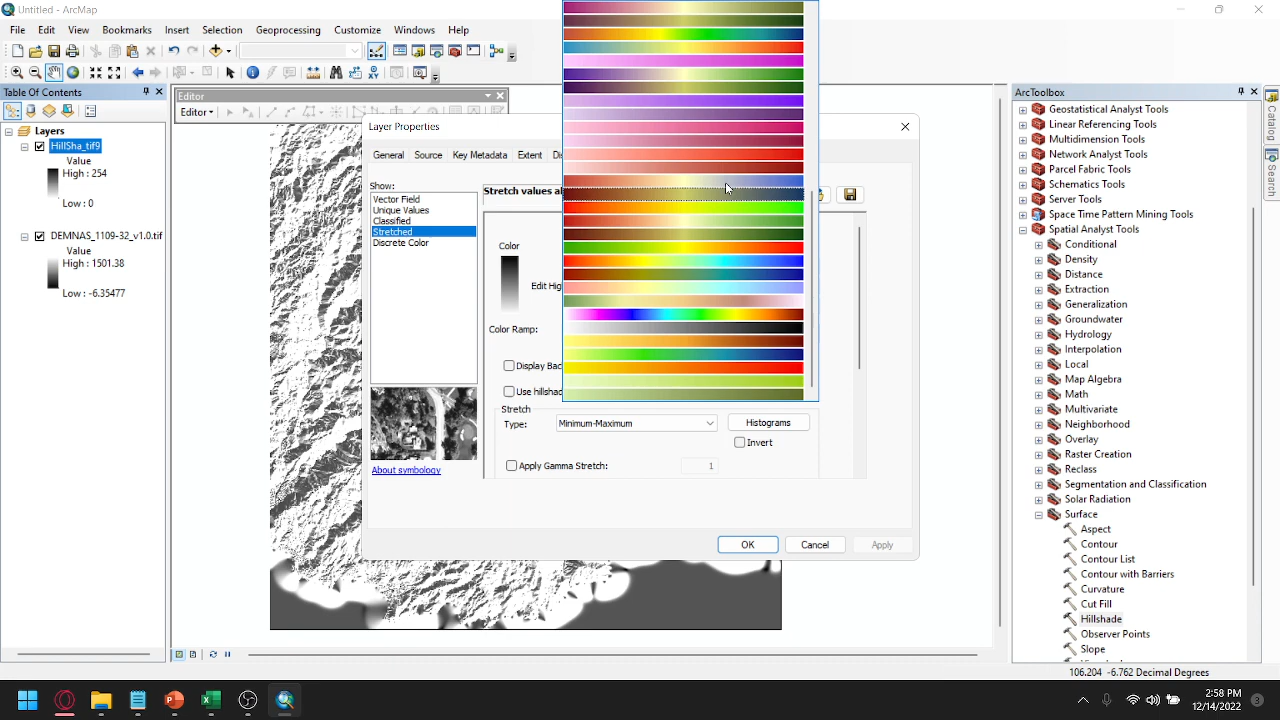 Untitled - ArcMap
File Edit View Bookmarks Insert Selection Geoprocessing Customize Windows Help
Table Of Contents
Layers
HillSha_tif9
Value
High : 254
Low : 0
DEMNAS_1109-32_v1.0.tif
Value
High : 1501.38
Low : -6.35477
Editor
Editor
Layer Properties
General Source Key Metadata Extent
Show:
Vector Field
Unique Values
Classified
Stretched
Discrete Color
About symbology
Stretch values
Color
Color Ramp:
Stretch
Type: Minimum-Maximum
Histograms
Invert
Apply Gamma Stretch: 1
OK Cancel Apply
ArcToolbox
Geostatistical Analyst Tools
Linear Referencing Tools
Multidimension Tools
Network Analyst Tools
Parcel Fabric Tools
Schematics Tools
Server Tools
Space Time Pattern Mining Tools
Spatial Analyst Tools
Conditional
Density
Distance
Extraction
Generalization
Groundwater
Hydrology
Interpolation
Local
Map Algebra
Math
Multivariate
Neighborhood
Overlay
Raster Creation
Reclass
Segmentation and Classification
Solar Radiation
Surface
Aspect
Contour
Contour List
Contour with Barriers
Curvature
Cut Fill
Hillshade
Observer Points
Slope
Catalog
Search
106.204 -6.762 Decimal Degrees
2:58 PM
12/14/2022
3